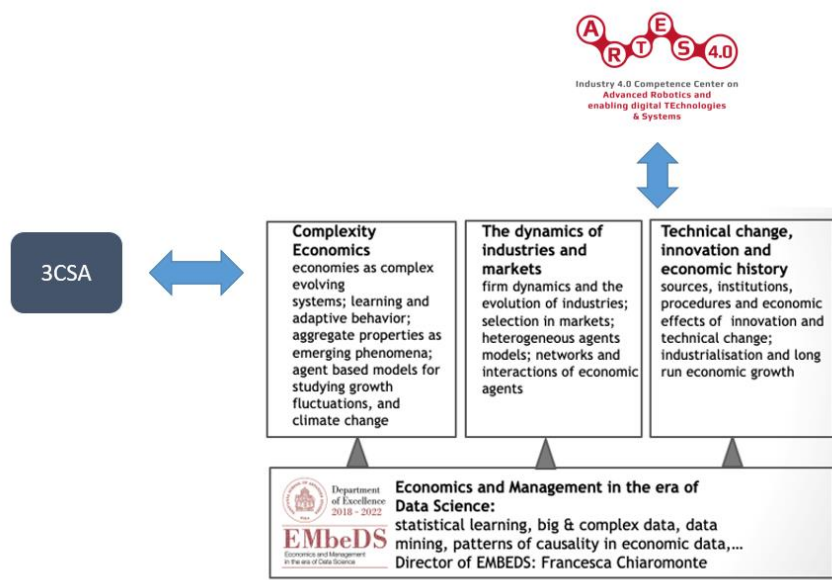 A R T E S 4.0
Industry 4.0 Competence Center on
Advanced Robotics and
enabling digital TEchnologies
& Systems
3CSA
Complexity
Economics
economies as complex
evolving
systems; learning and
adaptive behavior;
aggregate properties as
emerging phenomena;
agent based models for
studying growth
fluctuations, and
climate change
The dynamics of
industries and
markets
firm dynamics and the
evolution of industries;
selection in markets;
heterogeneous agents
models; networks and
interactions of economic
agents
Technical change,
innovation and
economic history
sources, institutions,
procedures and economic
effects of innovation and
technical change;
industrialisation and long
run economic growth
Department
of Excellence
2018 - 2022
EMbeDS
Economics and Management
in the era of Data Science
Economics and Management in the era of
Data Science:
statistical learning, big & complex data, data
mining, patterns of causality in economic data,...
Director of EMBEDS: Francesca Chiaromonte